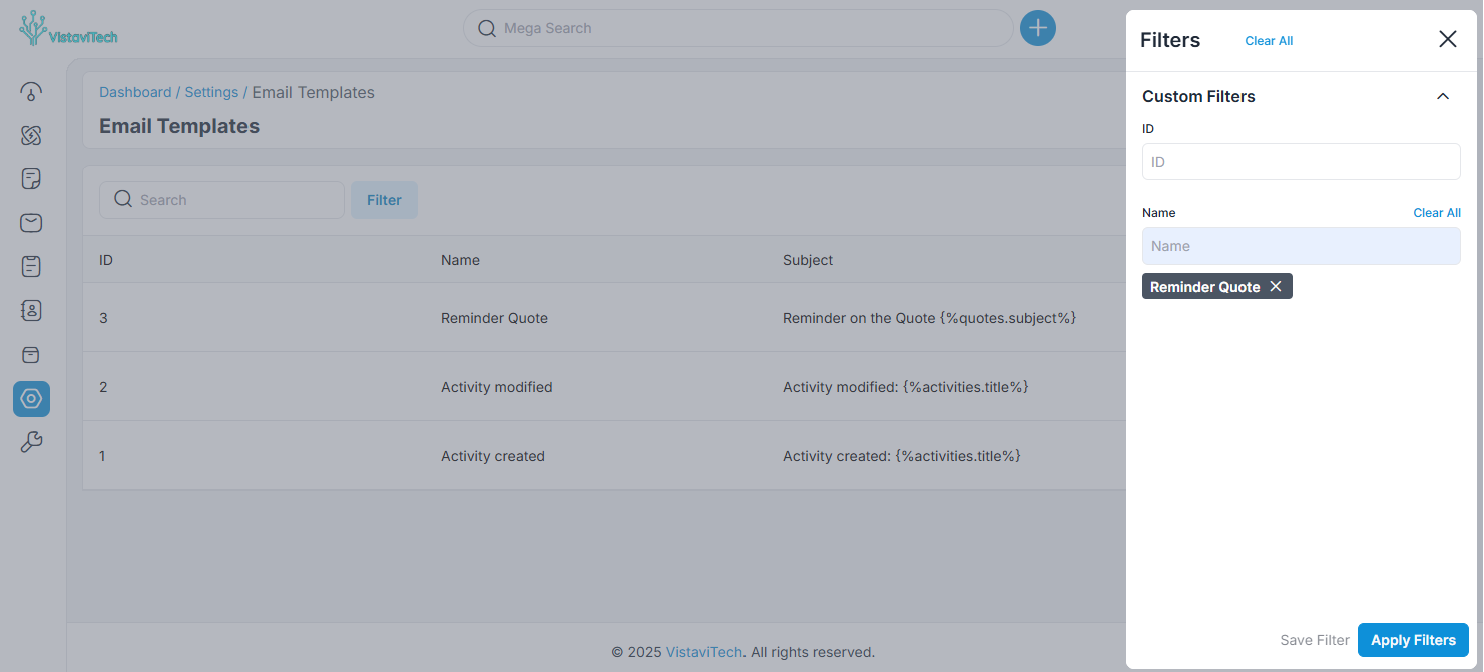 VistaviTech
Mega Search
Dashboard / Settings / Email Templates
Email Templates
Search
Filter
ID Name Subject
3 Reminder Quote Reminder on the Quote {%quotes.subject%}
2 Activity modified Activity modified: {%activities.title%}
1 Activity created Activity created: {%activities.title%}
© 2025 VistaviTech. All rights reserved.
Filters Clear All
Custom Filters
ID
ID
Name Clear All
Name
Reminder Quote
Save Filter Apply Filters